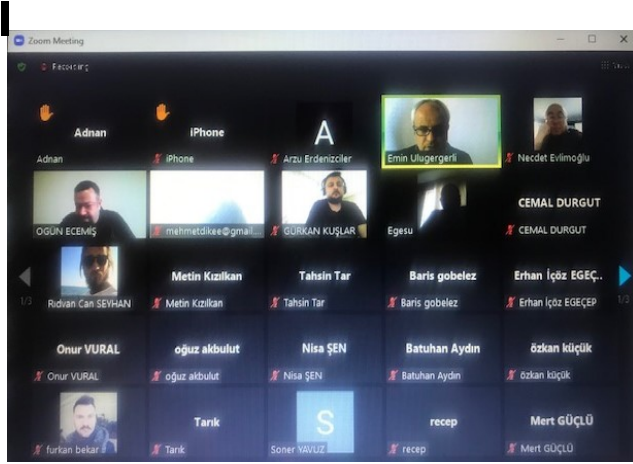 Zoom Meeting
Recording
Adnan
Adnan
iPhone
iPhone
A
Arzu Erdenizciler
Emin Ulugergerli
Necdet Evlimoğlu
OGÜN ECEMİŞ
mehmetdikee@gmail...
GÜRKAN KUŞLAR
Egesu
CEMAL DURGUT
CEMAL DURGUT
1/3
Rıdvan Can SEYHAN
Metin Kızılkan
Metin Kızılkan
Tahsin Tar
Tahsin Tar
Baris gobelez
Baris gobelez
Erhan İçöz EGEÇ...
Erhan İçöz EGEÇEP
1/3
Onur VURAL
Onur VURAL
oğuz akbulut
oğuz akbulut
Nisa ŞEN
Nisa ŞEN
Batuhan Aydın
Batuhan Aydın
özkan küçük
özkan küçük
furkan bekar
Tarık
Tarık
S
Soner YAVUZ
recep
recep
Mert GÜÇLÜ
Mert GÜÇLÜ